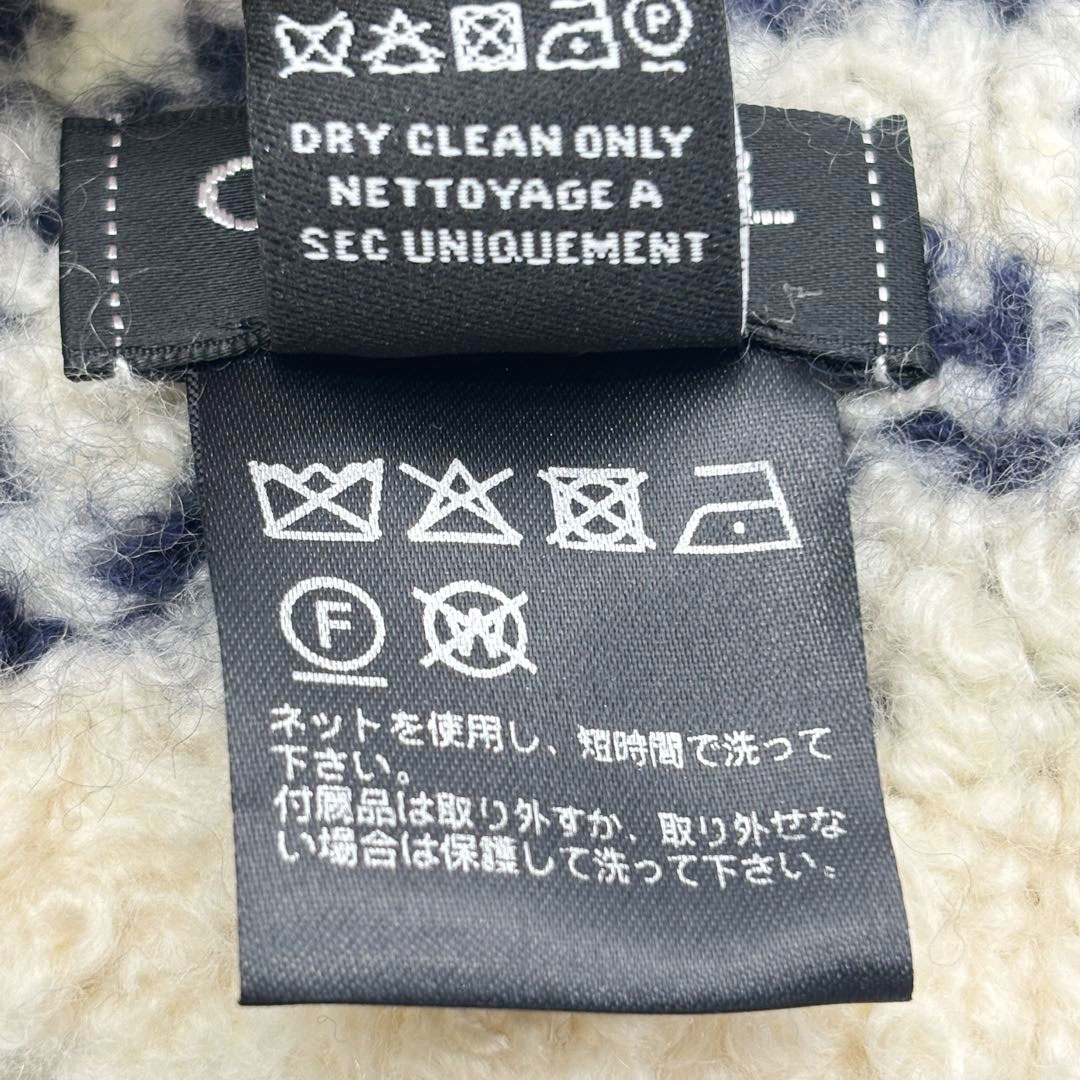 DRY CLEAN ONLY
NETTOYAGE A
SEC UNIQUEMENT
P
F
W
ネットを使用し、短時間で洗って
下さい。
付属品は取り外すか、取り外せな
い場合は保護して洗って下さい。